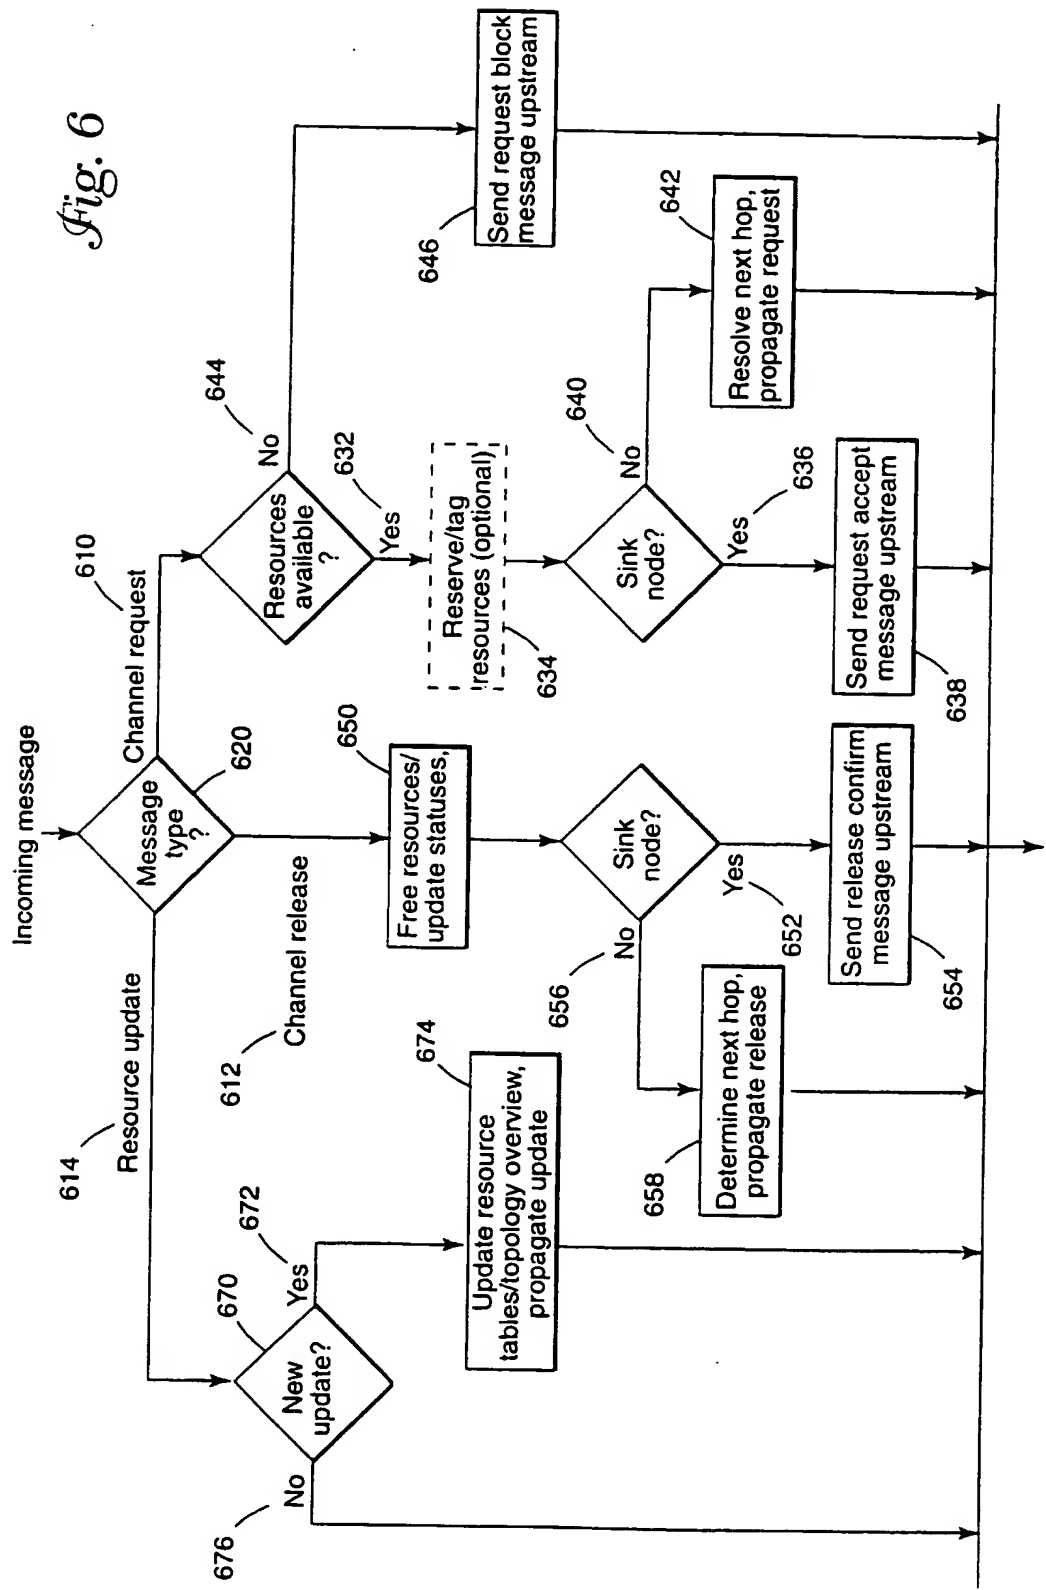 Fig. 6
Incoming message
Message
type
?
620
Resource update
614
Channel release
612
Channel request
610
New
update?
670
Yes
672
No
676
Update resource
tables/topology overview,
propagate update
674
Free resources/
update statuses,
650
Sink
node?
No
656
Yes
652
Determine next hop,
propagate release
658
Send release confirm
message upstream
654
Resources
available
?
No
644
Yes
632
Reserve/tag
resources (optional)
634
Sink
node?
No
640
Yes
636
Send request accept
message upstream
638
Resolve next hop,
propagate request
642
Send request block
message upstream
646